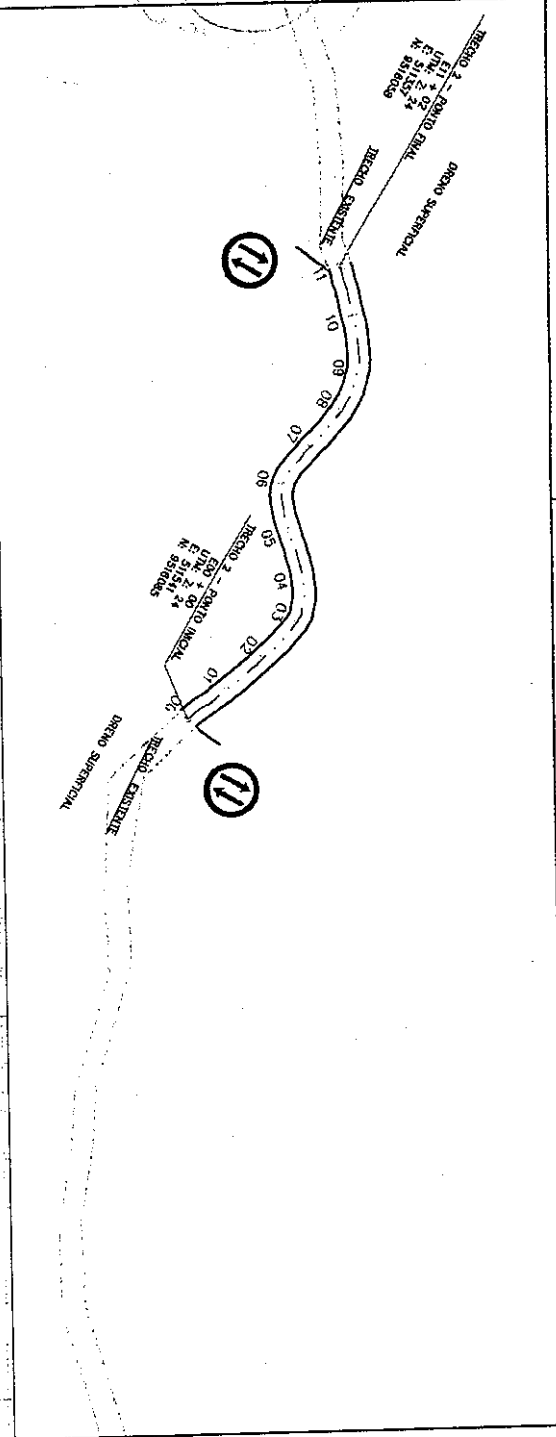 TRECHO 2 - PONTO FINAL
E11 + 02
UTM: Z: 24
E: 511357
N: 9518059
DRENO SUPERFICIAL
TRECHO EXISTENTE
11
10
09
08
07
06
05
04
03
02
01
00
TRECHO 2 - PONTO INICIAL
E00 + 00
UTM: Z: 24
E: 511541
N: 9518085
TRECHO EXISTENTE
DRENO SUPERFICIAL